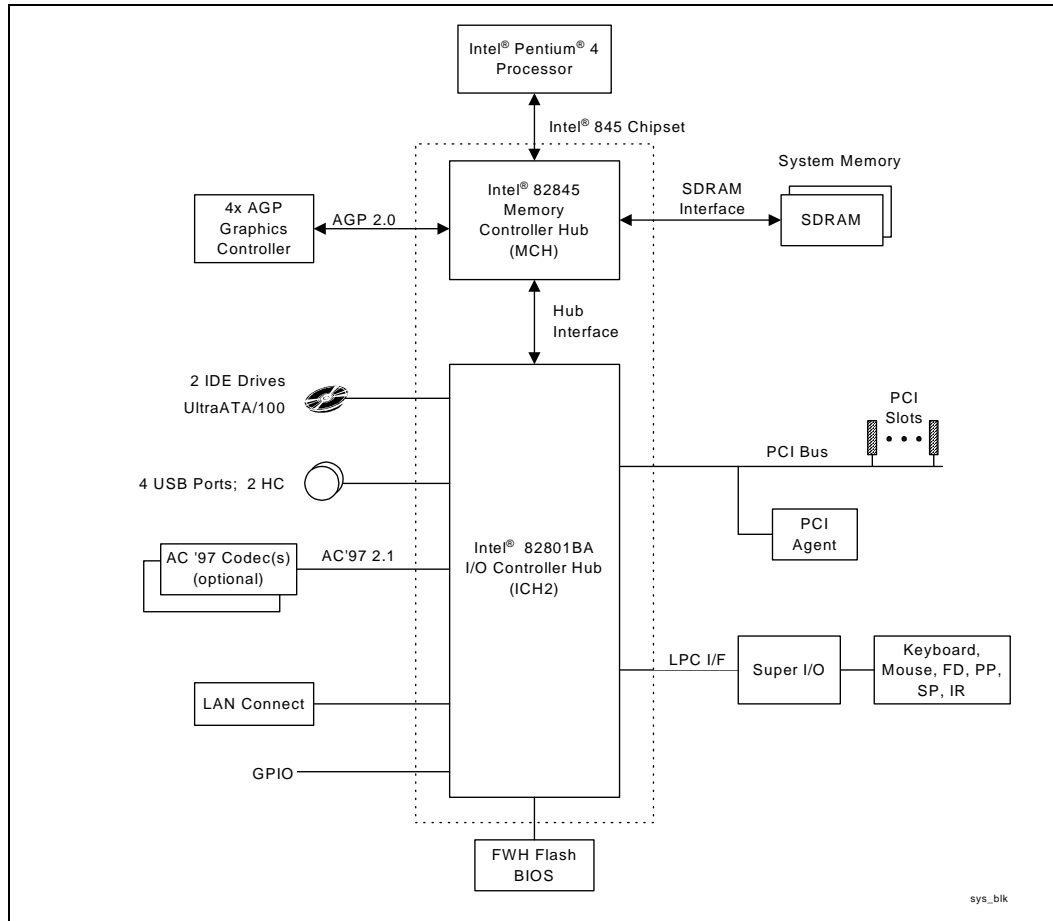 Intel® Pentium® 4
Processor
Intel® 845 Chipset
System Memory
Intel® 82845
Memory
Controller Hub
(MCH)
SDRAM
Interface
SDRAM
4x AGP
Graphics
Controller
AGP 2.0
Hub
Interface
2 IDE Drives
UltraATA/100
PCI
Slots
PCI Bus
4 USB Ports; 2 HC
PCI
Agent
AC '97 Codec(s)
(optional)
AC'97 2.1
Intel® 82801BA
I/O Controller Hub
(ICH2)
LPC I/F
Super I/O
Keyboard,
Mouse, FD, PP,
SP, IR
LAN Connect
GPIO
FWH Flash
BIOS
sys_blk